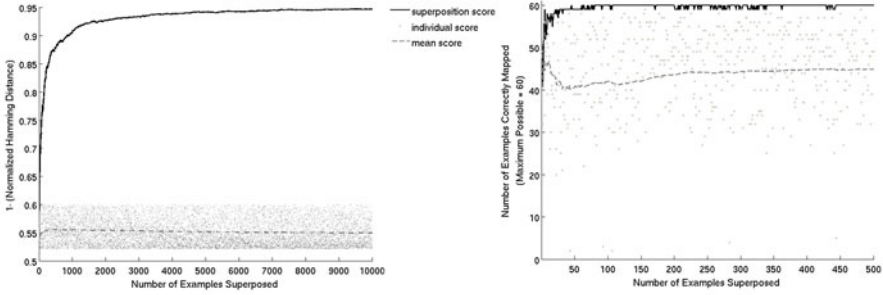 1- (Normalized Hamming Distance)
0.95
0.9
0.85
0.8
0.75
0.7
0.65
0.6
0.55
0.5
0 1000 2000 3000 4000 5000 6000 7000 8000 9000 10000
Number of Examples Superposed
superposition score
individual score
mean score
Number of Examples Correctly Mapped
(Maximum Possible = 60)
60
50
40
30
20
10
0
50 100 150 200 250 300 350 400 450 500
Number of Examples Superposed